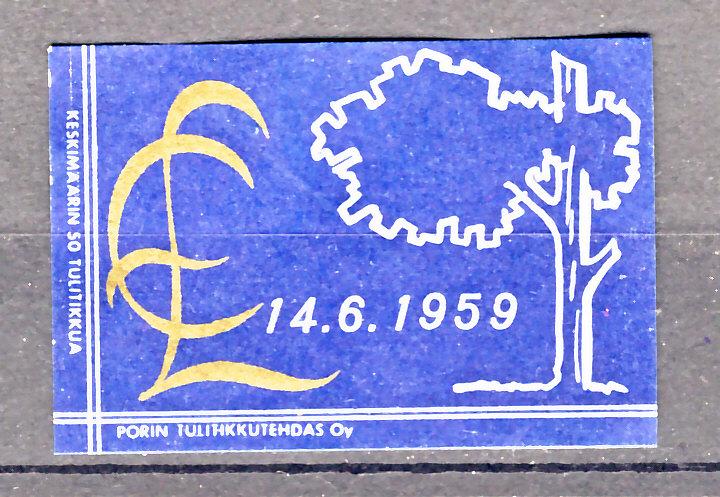 KESKIMÄÄRIN 50 TULITIKKUA
14.6.1959
PORIN TULITIKKUTEHDAS Oy